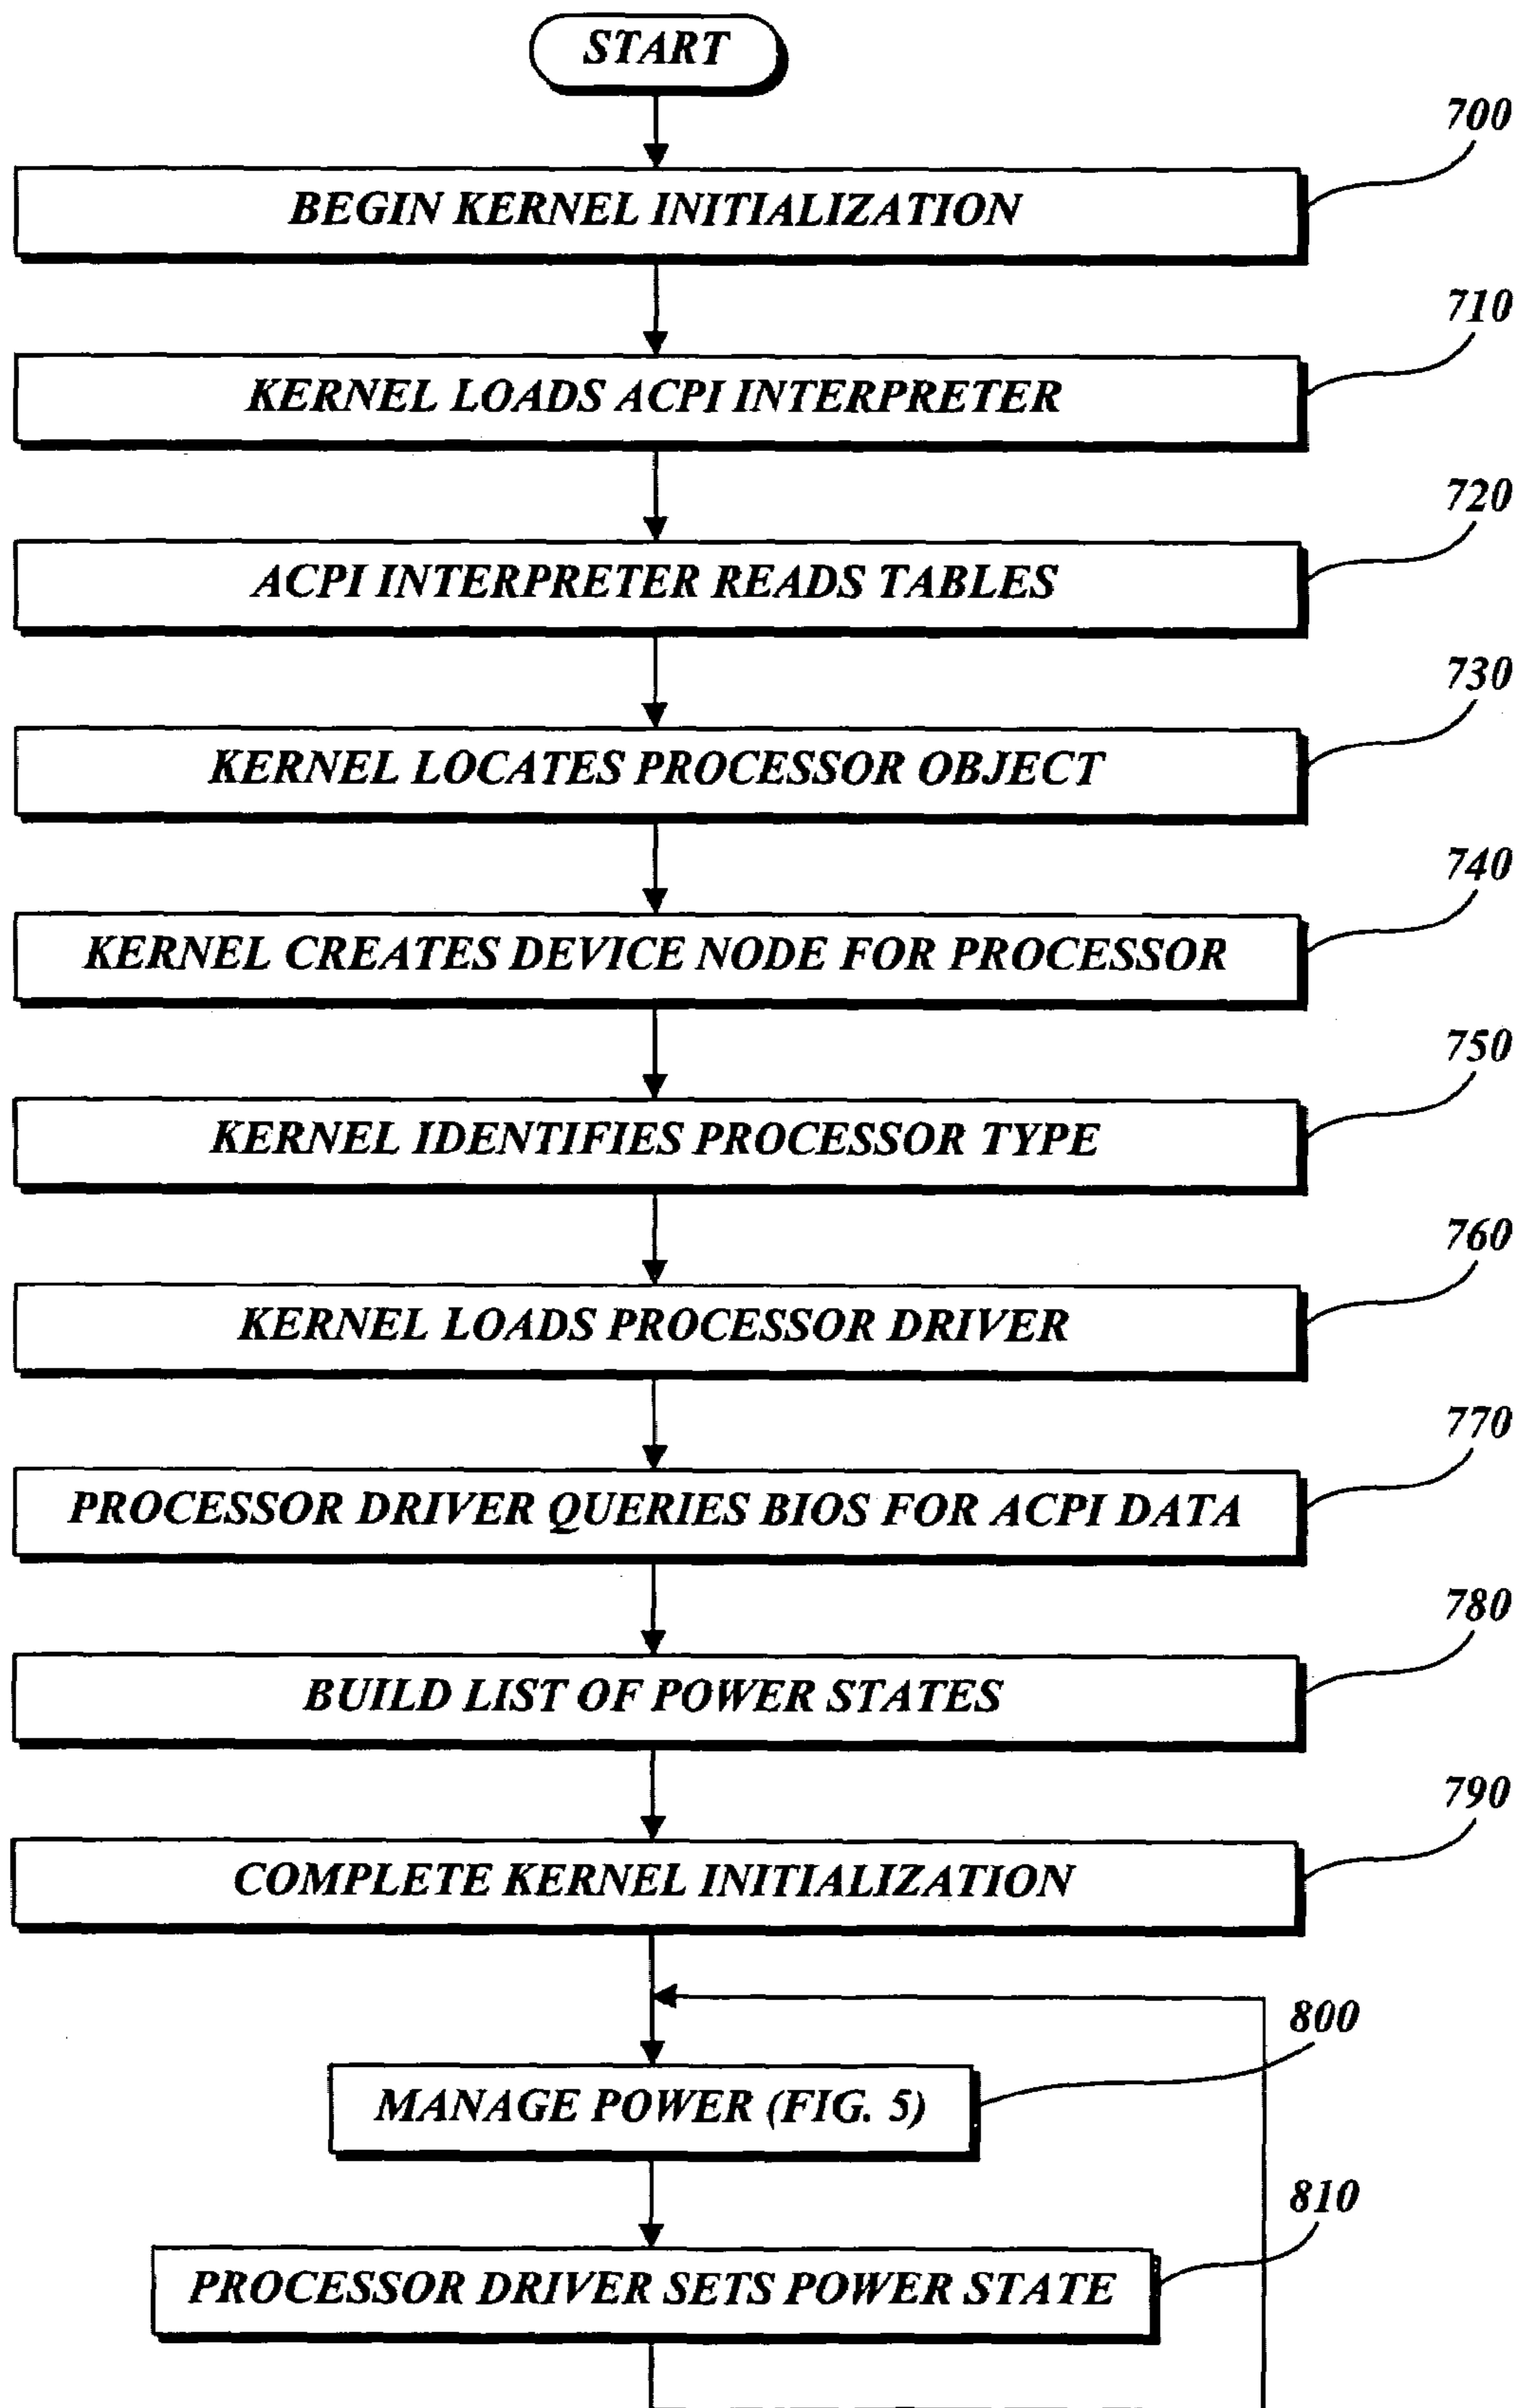 START
700
BEGIN KERNEL INITIALIZATION
710
KERNEL LOADS ACPI INTERPRETER
720
ACPI INTERPRETER READS TABLES
730
KERNEL LOCATES PROCESSOR OBJECT
740
KERNEL CREATES DEVICE NODE FOR PROCESSOR
750
KERNEL IDENTIFIES PROCESSOR TYPE
760
KERNEL LOADS PROCESSOR DRIVER
770
PROCESSOR DRIVER QUERIES BIOS FOR ACPI DATA
780
BUILD LIST OF POWER STATES
790
COMPLETE KERNEL INITIALIZATION
800
MANAGE POWER (FIG. 5)
810
PROCESSOR DRIVER SETS POWER STATE